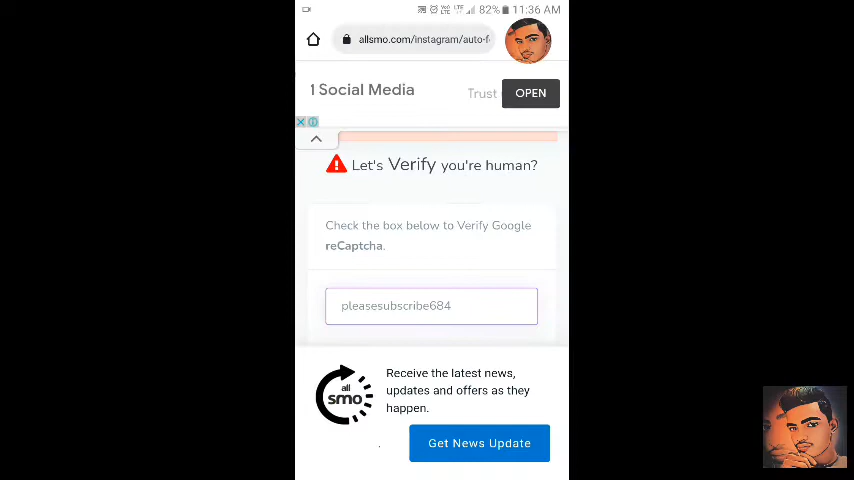 82% 11:36 AM
allsmo.com/instagram/auto-f
1 Social Media
Trust
OPEN
Let's Verify you're human?
Check the box below to Verify Google
reCaptcha.
pleasesubscribe684
all
smo
Receive the latest news,
updates and offers as they
happen.
Get News Update